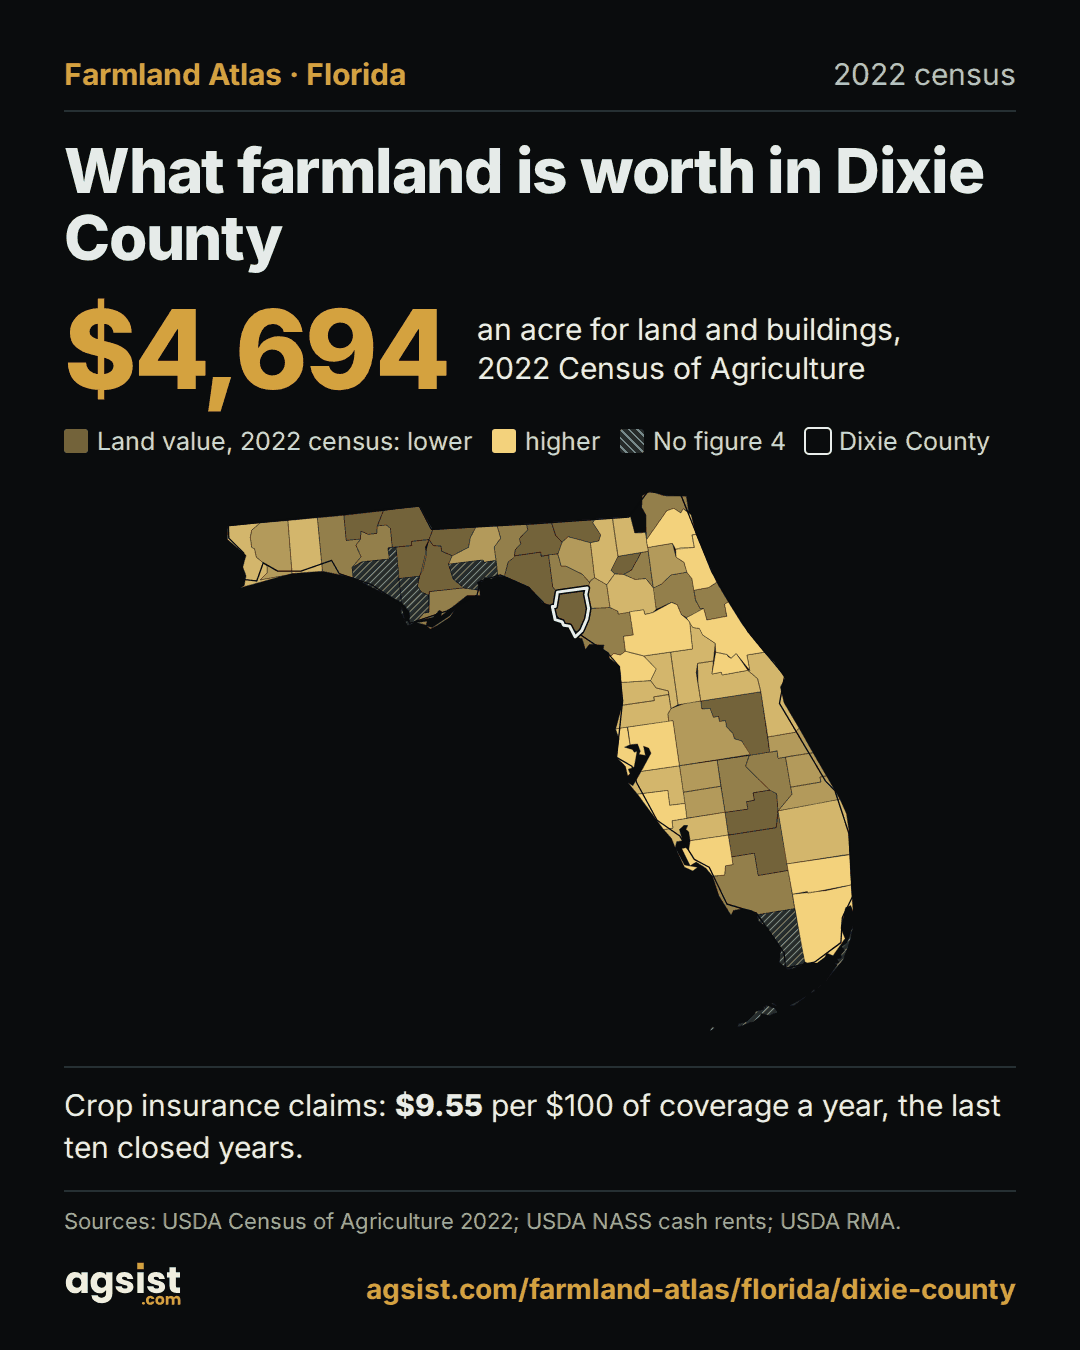 Farmland Atlas · Florida
2022 census
What farmland is worth in Dixie
County
$4,694
an acre for land and buildings,
2022 Census of Agriculture
Land value, 2022 census: lower
higher
No figure 4
Dixie County
Crop insurance claims: $9.55 per $100 of coverage a year, the last
ten closed years.
Sources: USDA Census of Agriculture 2022; USDA NASS cash rents; USDA RMA.
agsist
.com
agsist.com/farmland-atlas/florida/dixie-county